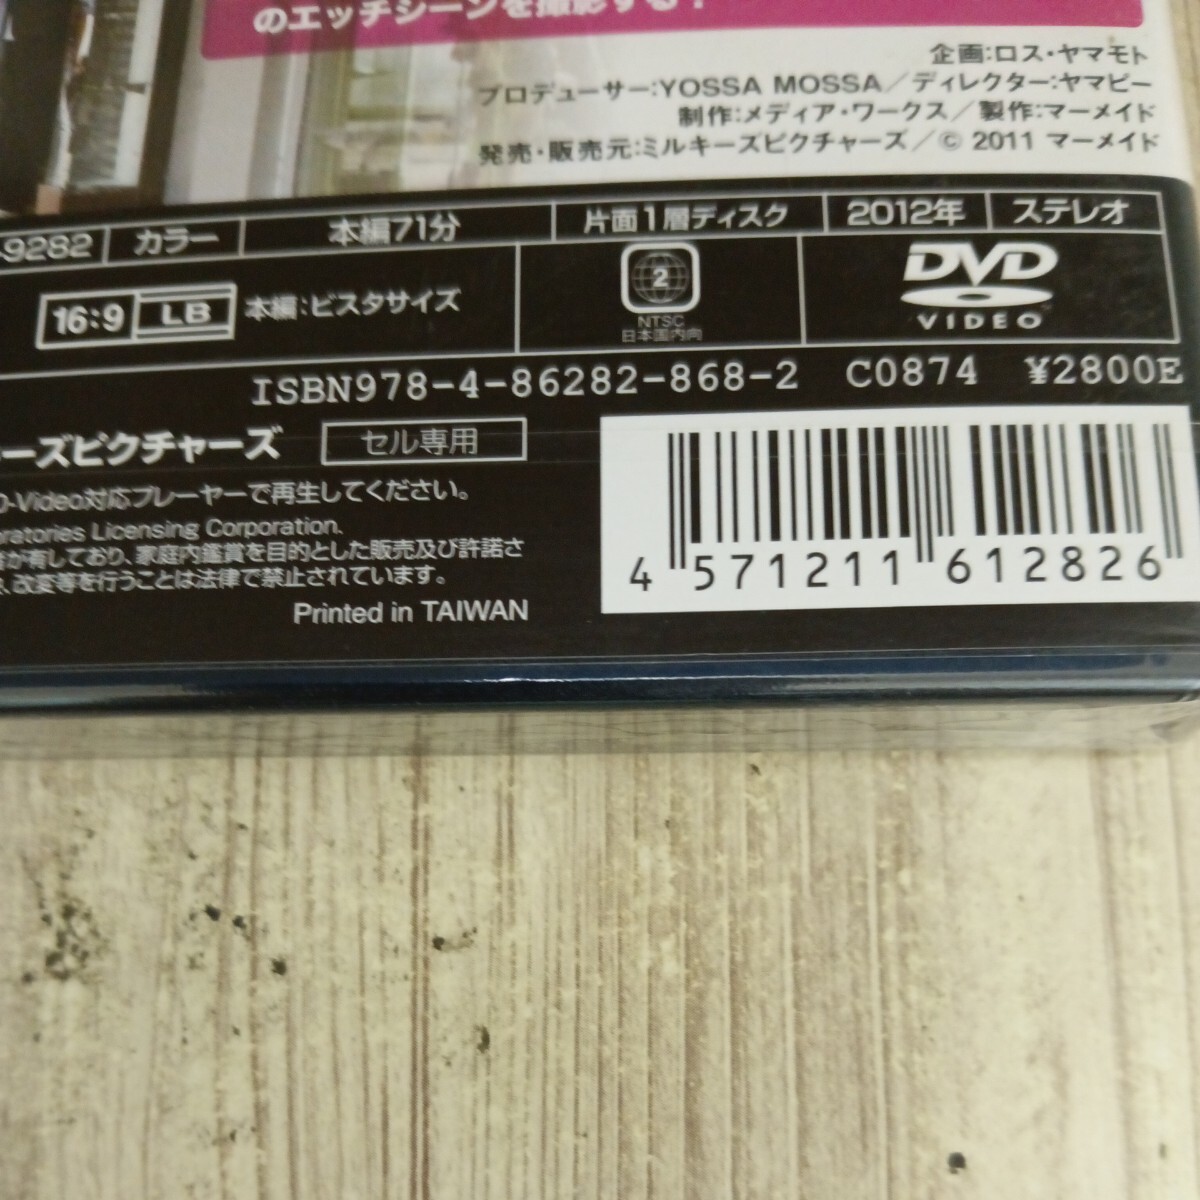 のエッチシーンを撮影する!
企画:ロス・ヤマモト
プロデューサー:YOSSA MOSSA/ディレクター:ヤマピー
制作:メディア・ワークス/製作:マーメイド
発売・販売元:ミルキーズピクチャーズ/© 2011 マーメイド
-9282 カラー 本編71分 片面1層ディスク 2012年 ステレオ
16:9 LB 本編:ビスタサイズ
2
NTSC
日本国内向
DVD
VIDEO
ISBN978-4-86282-868-2 C0874 ¥2800E
ーズピクチャーズ セル専用
D-Video対応プレーヤーで再生してください。
oratories Licensing Corporation.
が有しており、家庭内鑑賞を目的とした販売及び許諾さ
、改変等を行うことは法律で禁止されています。
Printed in TAIWAN
4 571211 612826